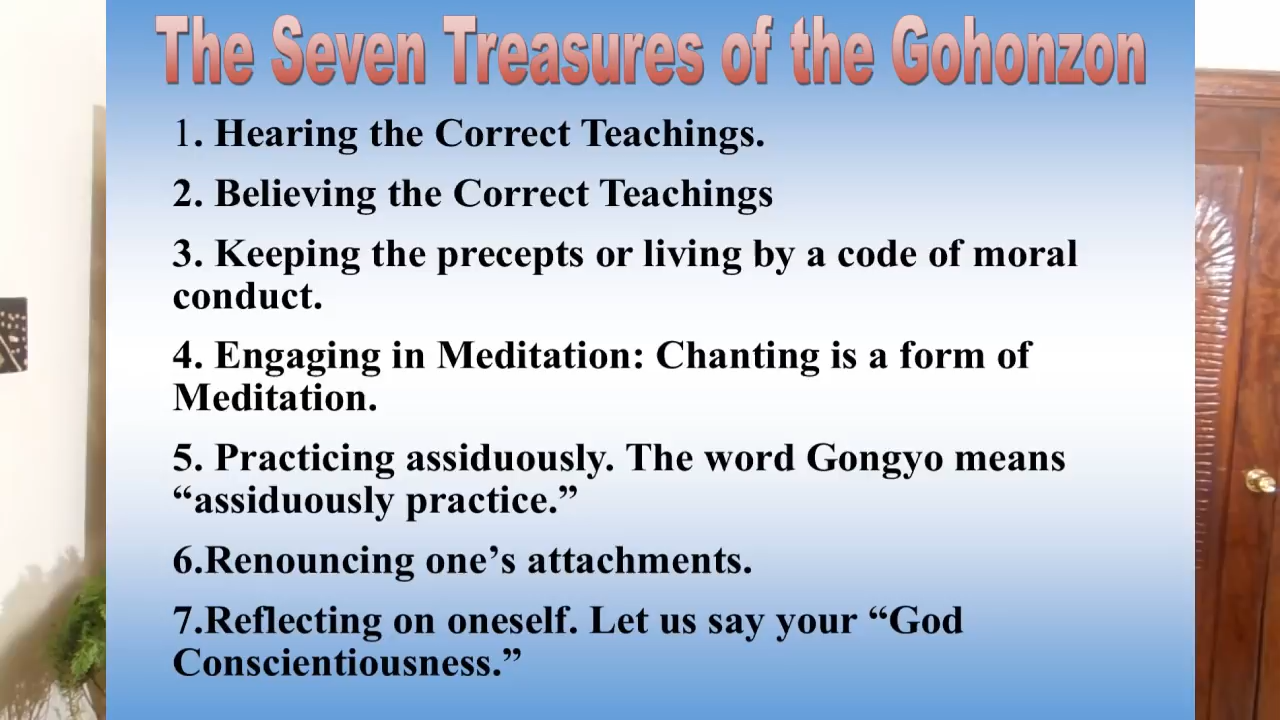 The Seven Treasures of the Gohonzon
1. Hearing the Correct Teachings.
2. Believing the Correct Teachings
3. Keeping the precepts or living by a code of moral
conduct.
4. Engaging in Meditation: Chanting is a form of
Meditation.
5. Practicing assiduously. The word Gongyo means
“assiduously practice.”
6.Renouncing one’s attachments.
7.Reflecting on oneself. Let us say your “God
Conscientiousness.”